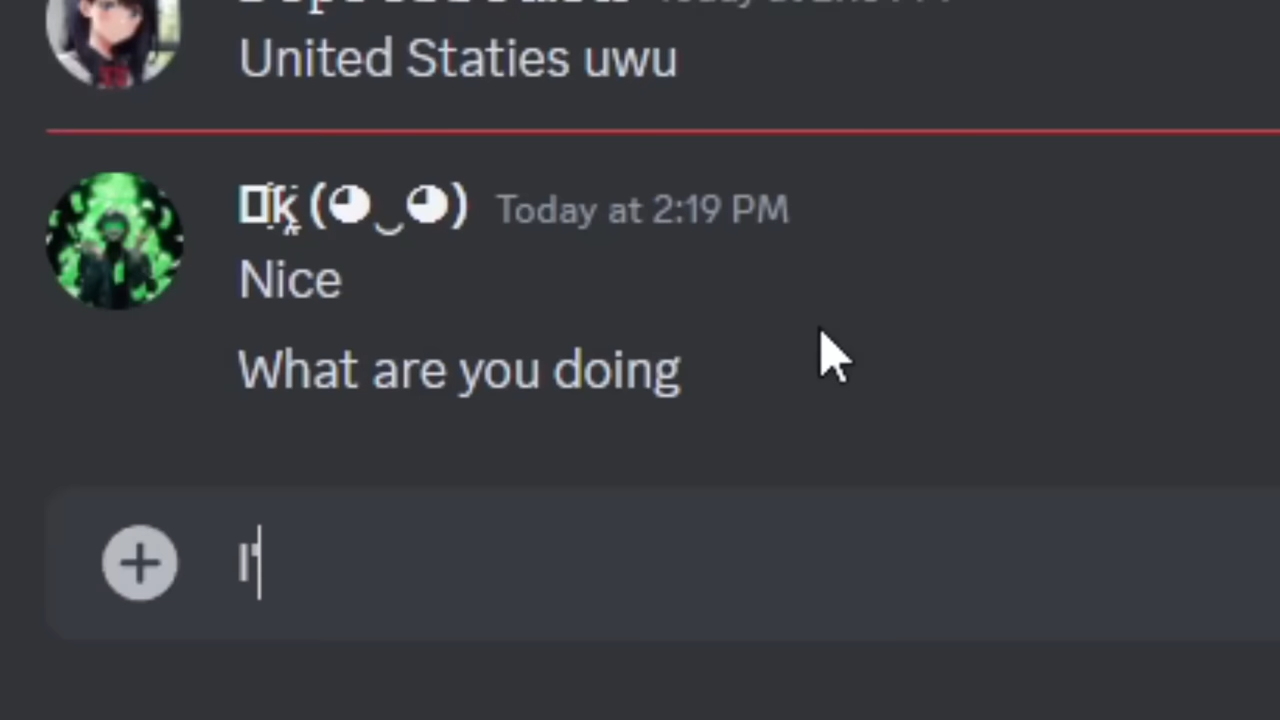 United Staties uwu
(◕‿◕) Today at 2:19 PM
Nice
What are you doing
I'